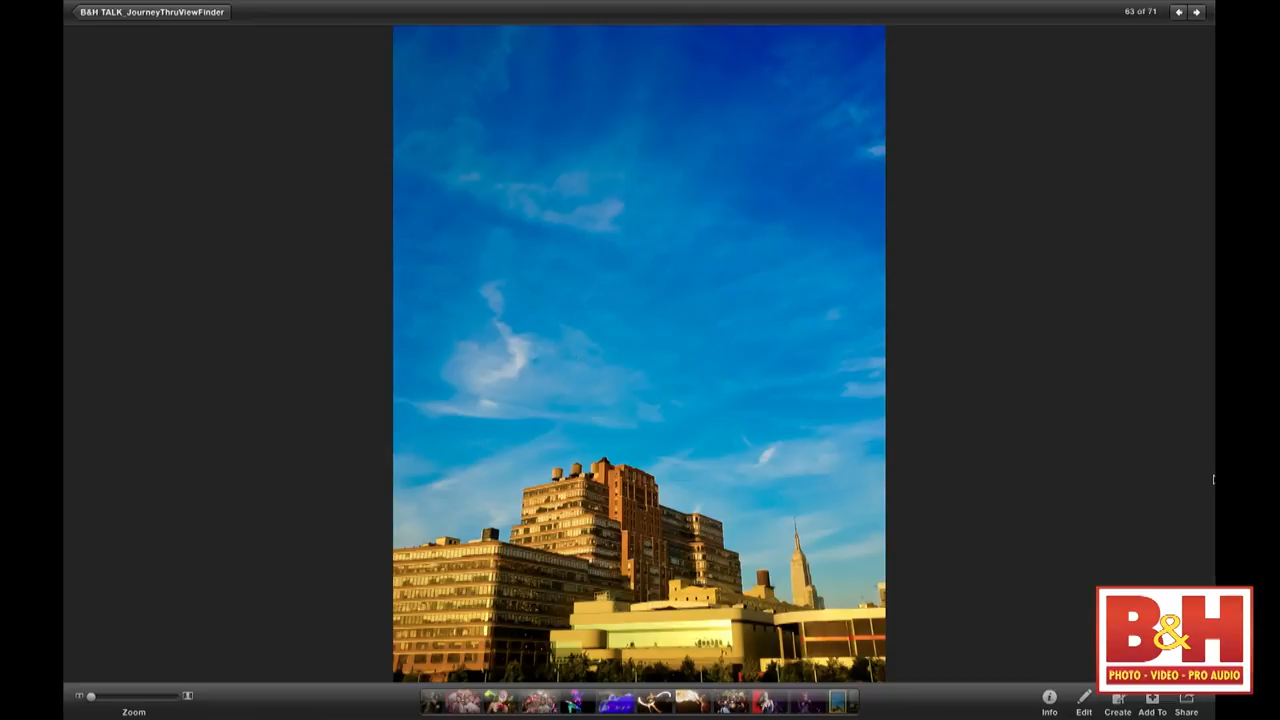 B&H TALK_JourneyThruViewFinder
63 of 71
B&H
PHOTO - VIDEO - PRO AUDIO
Zoom
Info
Edit
Create
Add To
Share